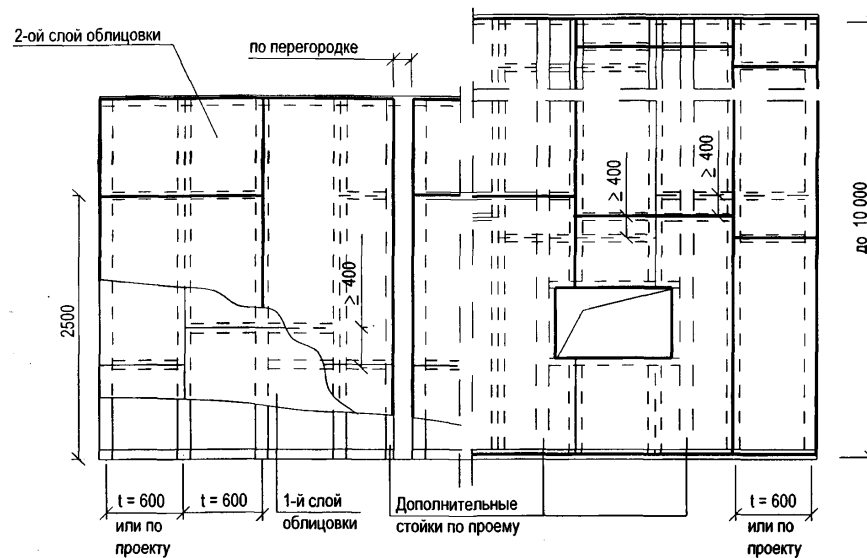 2-ой слой облицовки
по перегородке
≥ 400
≥ 400
до 10 000
≥ 400
2500
t = 600
или по
проекту
t = 600
1-й слой
облицовки
Дополнительные
стойки по проему
t = 600
или по
проекту